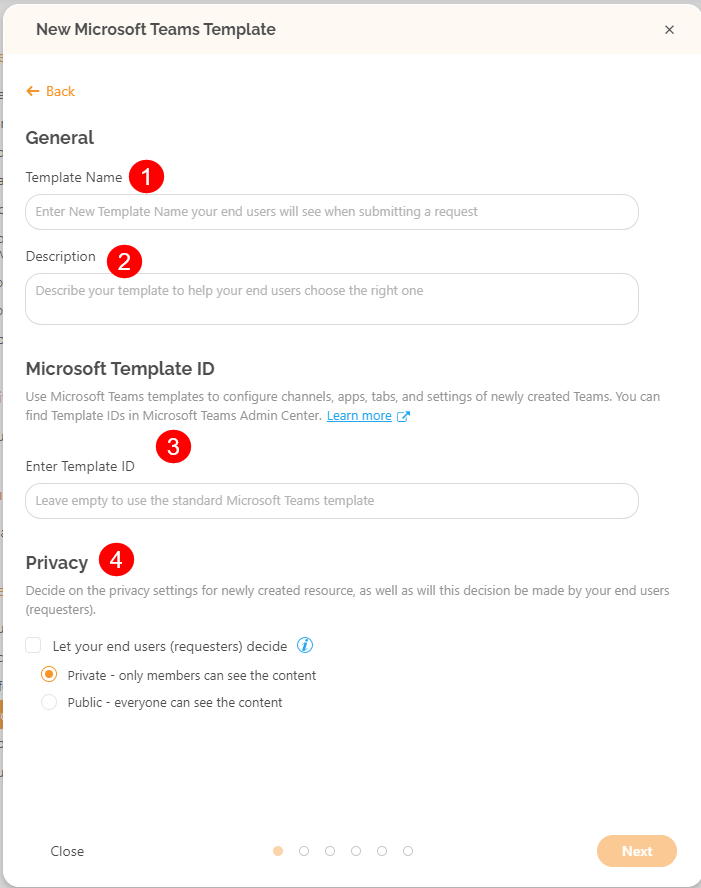 New Microsoft Teams Template
Back
General
Template Name 1
Enter New Template Name your end users will see when submitting a request
Description 2
Describe your template to help your end users choose the right one
Microsoft Template ID
Use Microsoft Teams templates to configure channels, apps, tabs, and settings of newly created Teams. You can
find Template IDs in Microsoft Teams Admin Center. Learn more
3
Enter Template ID
Leave empty to use the standard Microsoft Teams template
Privacy 4
Decide on the privacy settings for newly created resource, as well as will this decision be made by your end users
(requesters).
Let your end users (requesters) decide i
Private - only members can see the content
Public - everyone can see the content
Close
Next